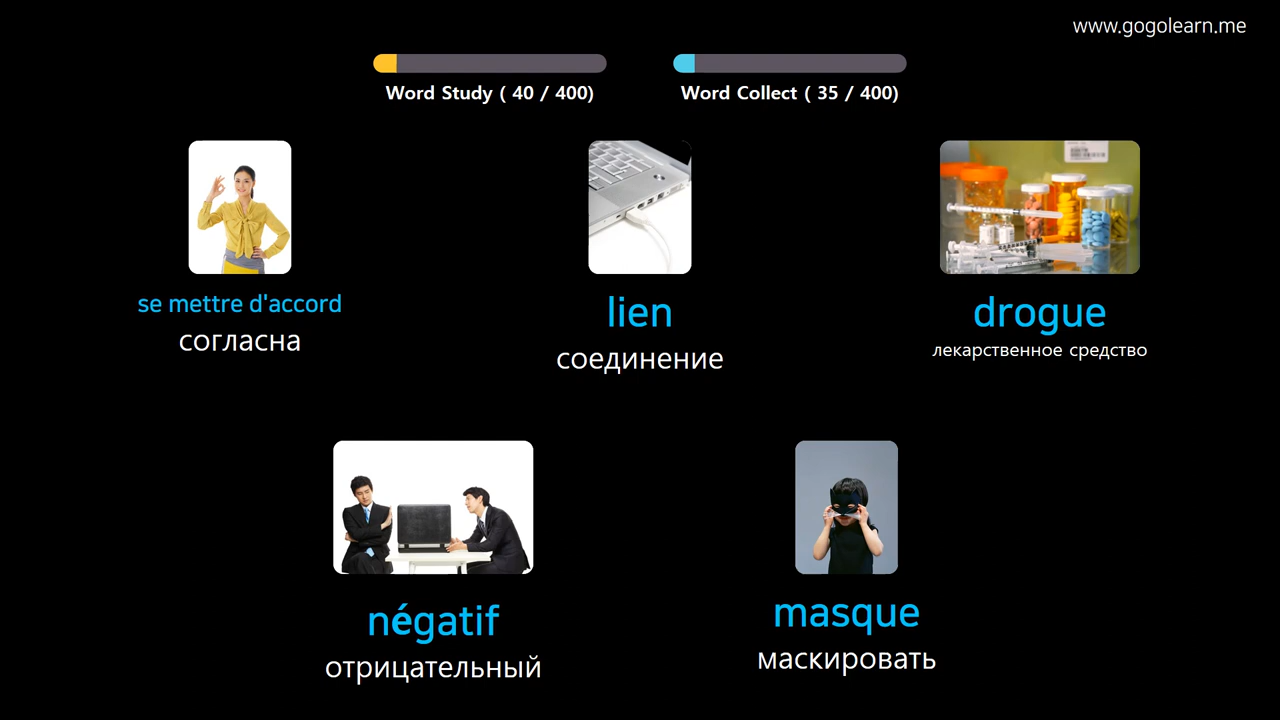 www.gogolearn.me
Word Study ( 40 / 400)
Word Collect ( 35 / 400)
se mettre d'accord
согласна
lien
соединение
drogue
лекарственное средство
négatif
отрицательный
masque
маскировать